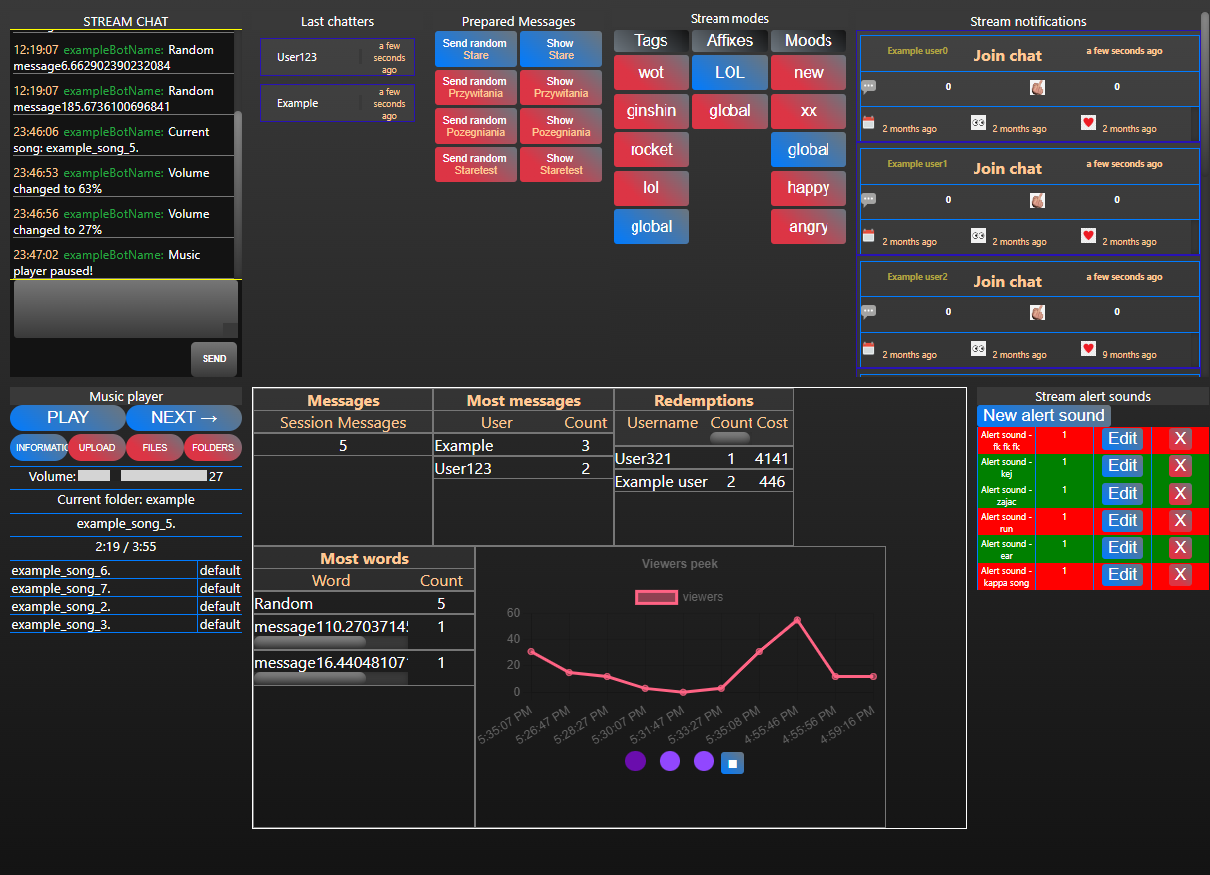 STREAM CHAT
12:19:07 exampleBotName: Random
message6.662902390232084
12:19:07 exampleBotName: Random
message185.6736100696841
23:46:06 exampleBotName: Current
song: example_song_5.
23:46:53 exampleBotName: Volume
changed to 63%
23:46:56 exampleBotName: Volume
changed to 27%
23:47:02 exampleBotName: Music
player paused!
SEND
Last chatters
User123
a few
seconds
ago
Example
a few
seconds
ago
Prepared Messages
Send random
Stare
Show
Stare
Send random
Przywitania
Show
Przywitania
Send random
Pozegniania
Show
Pozegniania
Send random
Staretest
Show
Staretest
Stream modes
Tags Affixes Moods
wot LOL new
ginshin global xx
rocket global
lol happy
global angry
Stream notifications
Example user0 Join chat a few seconds ago
0 0
2 months ago 2 months ago 2 months ago
Example user1 Join chat a few seconds ago
0 0
2 months ago 2 months ago 2 months ago
Example user2 Join chat a few seconds ago
0 0
2 months ago 2 months ago 9 months ago
Music player
PLAY NEXT →
INFORMATIC UPLOAD FILES FOLDERS
Volume: 27
Current folder: example
example_song_5.
2:19 / 3:55
example_song_6. default
example_song_7. default
example_song_2. default
example_song_3. default
Messages
Session Messages
5
Most messages
User Count
Example 3
User123 2
Redemptions
Username Count Cost
User321 1 4141
Example user 2 446
Most words
Word Count
Random 5
message110.2703714 1
message16.44048107 1
Viewers peek
viewers
60
40
20
0
5:35:07 PM 5:26:47 PM 5:28:27 PM 5:30:07 PM 5:31:47 PM 5:33:27 PM 5:35:08 PM 4:55:46 PM 4:55:56 PM 4:59:16 PM
Stream alert sounds
New alert sound
Alert sound - 1 Edit X
fk fk fk
Alert sound - 1 Edit X
kej
Alert sound - 1 Edit X
zajac
Alert sound - 1 Edit X
run
Alert sound - 1 Edit X
ear
Alert sound - 1 Edit X
kappa song